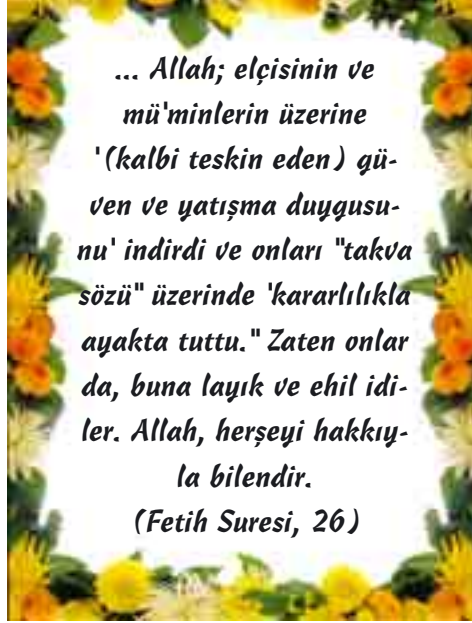 ... Allah; elçisinin ve
mü'minlerin üzerine
'(kalbi teskin eden) gü-
ven ve yatışma duygusu-
nu' indirdi ve onları "takva
sözü" üzerinde 'kararlılıkla
ayakta tuttu." Zaten onlar
da, buna layık ve ehil idi-
ler. Allah, herşeyi hakkıy-
la bilendir.
(Fetih Suresi, 26)